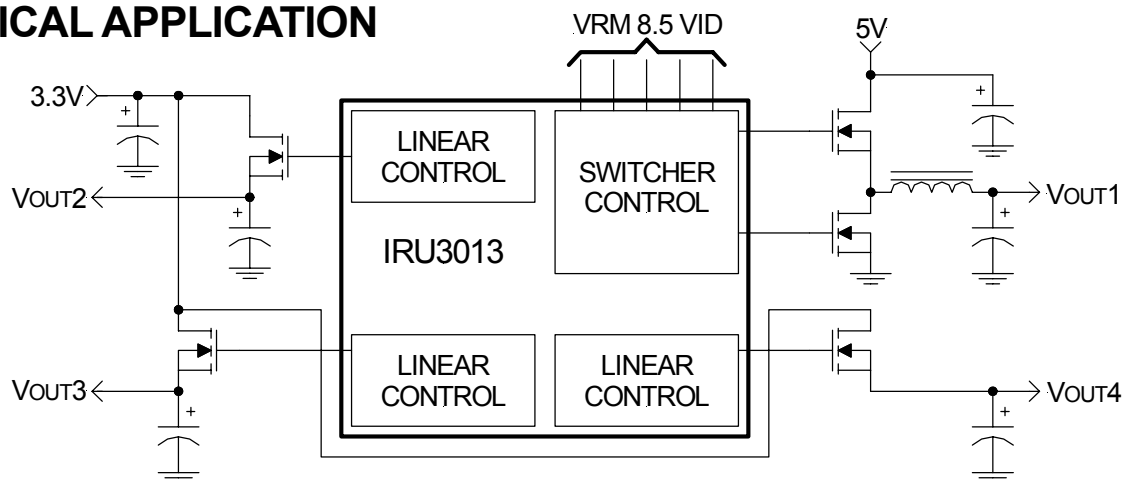 ICAL APPLICATION
VRM 8.5 VID
5V
3.3V
+
+
LINEAR
CONTROL
SWITCHER
CONTROL
VOUT2
VOUT1
+
+
IRU3013
LINEAR
CONTROL
LINEAR
CONTROL
VOUT3
VOUT4
+
+